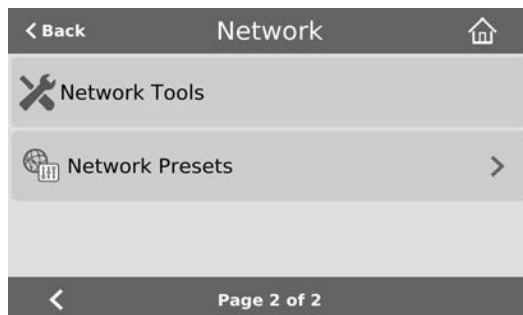 Back Network
Network Tools
Network Presets
Page 2 of 2